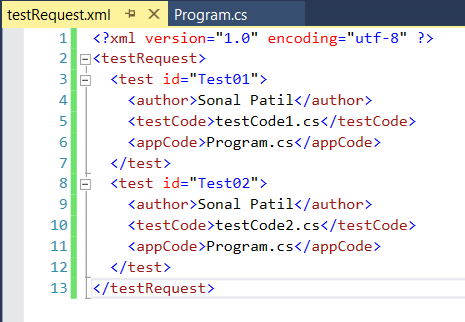 testRequest.xml Program.cs
1 <?xml version="1.0" encoding="utf-8" ?>
2 <testRequest>
3 <test id="Test01">
4 <author>Sonal Patil</author>
5 <testCode>testCode1.cs</testCode>
6 <appCode>Program.cs</appCode>
7 </test>
8 <test id="Test02">
9 <author>Sonal Patil</author>
10 <testCode>testCode2.cs</testCode>
11 <appCode>Program.cs</appCode>
12 </test>
13 </testRequest>